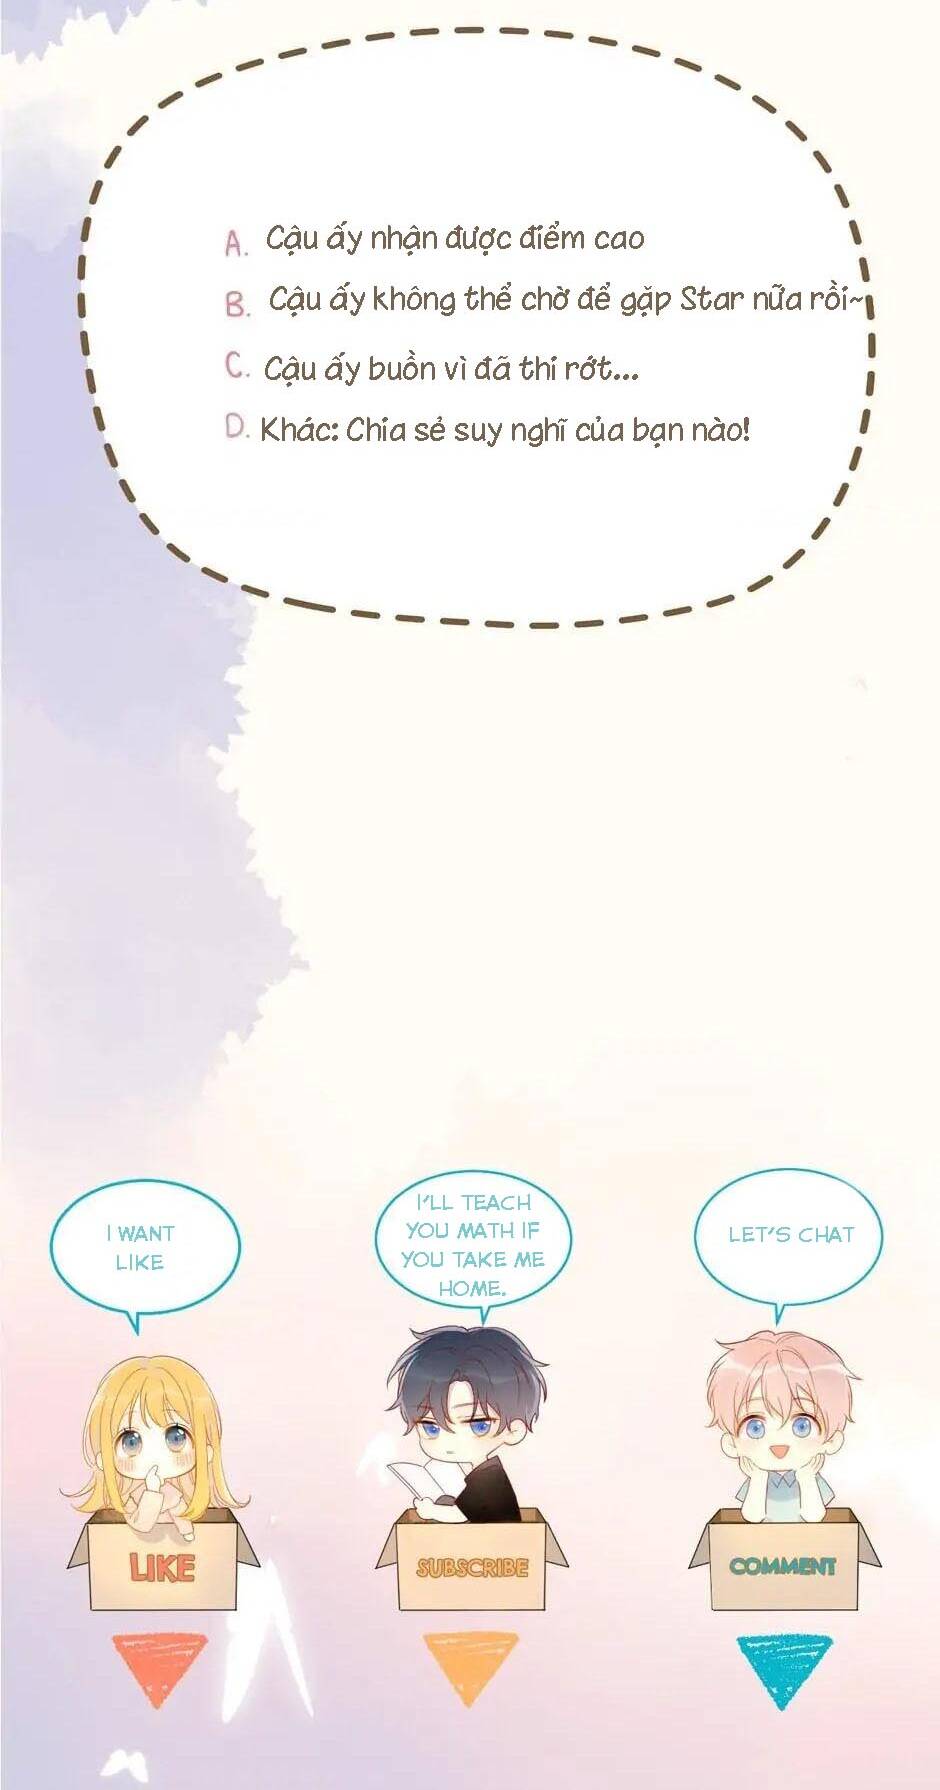 A. Cậu ấy nhận được điểm cao
B. Cậu ấy không thể chờ để gặp Star nữa rồi~
C. Cậu ấy buồn vì đã thi rớt...
D. Khác: Chia sẻ suy nghĩ của bạn nào!
I WANT
LIKE
I'LL TEACH
YOU MATH IF
YOU TAKE ME
HOME.
LET'S CHAT
LIKE
SUBSCRIBE
COMMENT